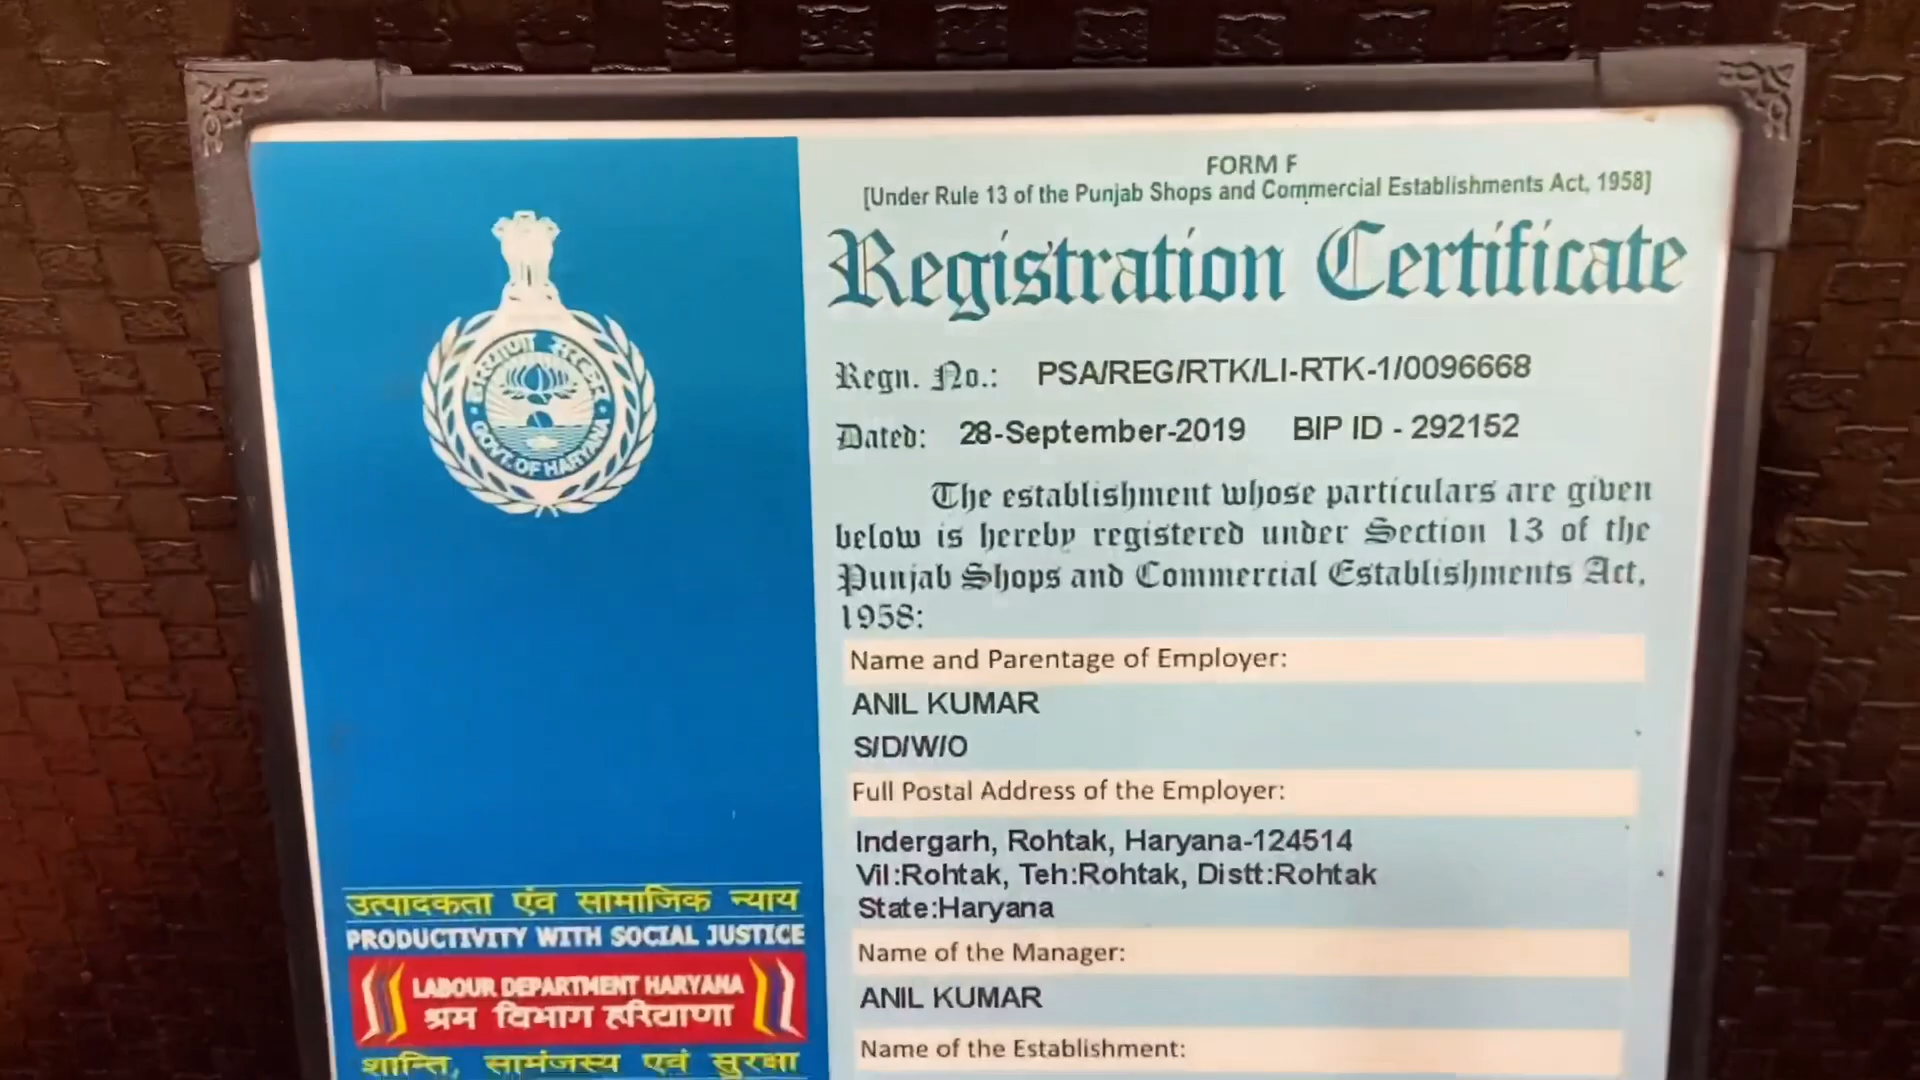 FORM F
[Under Rule 13 of the Punjab Shops and Commercial Establishments Act, 1958]
Registration Certificate
Regn. No.: PSA/REG/RTK/LI-RTK-1/0096668
Dated: 28-September-2019 BIP ID - 292152
The establishment whose particulars are given
below is hereby registered under Section 13 of the
Punjab Shops and Commercial Establishments Act,
1958:
Name and Parentage of Employer:
ANIL KUMAR
S/D/W/O
Full Postal Address of the Employer:
Indergarh, Rohtak, Haryana-124514
Vil:Rohtak, Teh:Rohtak, Distt:Rohtak
State:Haryana
Name of the Manager:
ANIL KUMAR
Name of the Establishment:
हरियाणा सरकार
GOVT. OF HARYANA
उत्पादकता एंव सामाजिक न्याय
PRODUCTIVITY WITH SOCIAL JUSTICE
LABOUR DEPARTMENT HARYANA
श्रम विभाग हरियाणा
शान्ति, सामंजस्य एवं सुरक्षा